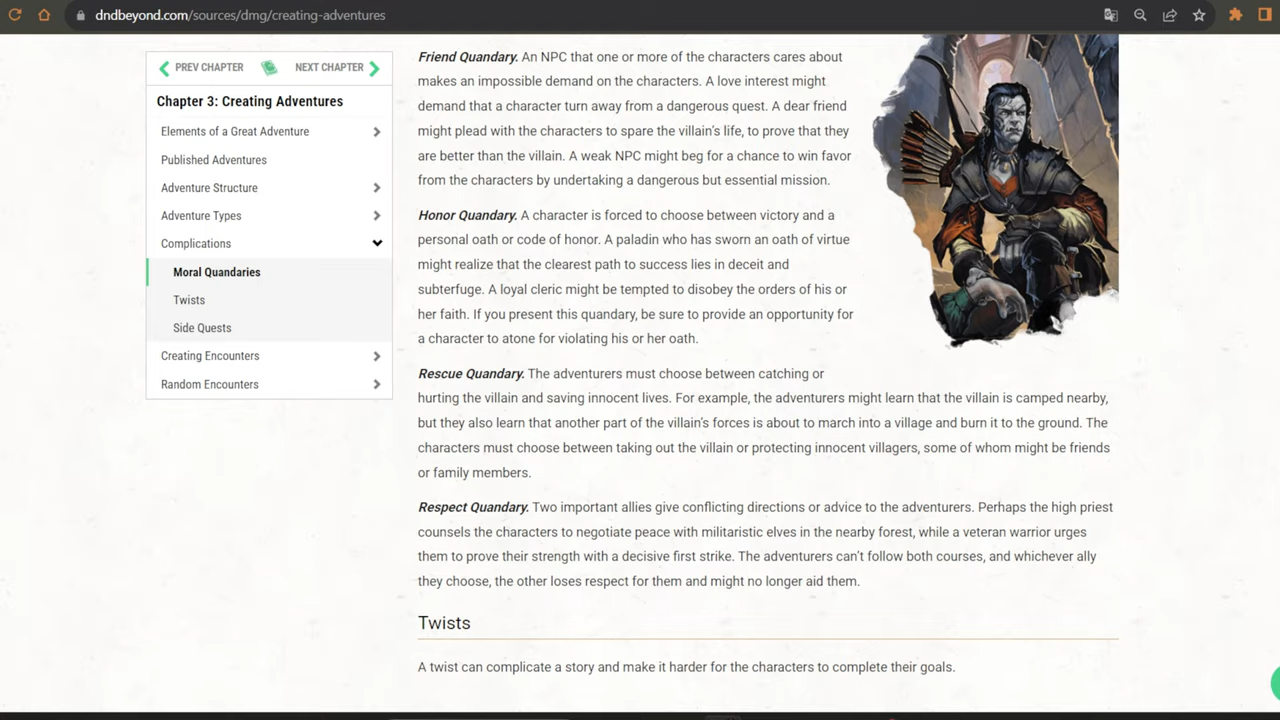 dndbeyond.com/sources/dmg/creating-adventures
PREV CHAPTER
NEXT CHAPTER
Chapter 3: Creating Adventures
Elements of a Great Adventure
Published Adventures
Adventure Structure
Adventure Types
Complications
Moral Quandaries
Twists
Side Quests
Creating Encounters
Random Encounters
Friend Quandary. An NPC that one or more of the characters cares about
makes an impossible demand on the characters. A love interest might
demand that a character turn away from a dangerous quest. A dear friend
might plead with the characters to spare the villain's life, to prove that they
are better than the villain. A weak NPC might beg for a chance to win favor
from the characters by undertaking a dangerous but essential mission.
Honor Quandary. A character is forced to choose between victory and a
personal oath or code of honor. A paladin who has sworn an oath of virtue
might realize that the clearest path to success lies in deceit and
subterfuge. A loyal cleric might be tempted to disobey the orders of his or
her faith. If you present this quandary, be sure to provide an opportunity for
a character to atone for violating his or her oath.
Rescue Quandary. The adventurers must choose between catching or
hurting the villain and saving innocent lives. For example, the adventurers might learn that the villain is camped nearby,
but they also learn that another part of the villain's forces is about to march into a village and burn it to the ground. The
characters must choose between taking out the villain or protecting innocent villagers, some of whom might be friends
or family members.
Respect Quandary. Two important allies give conflicting directions or advice to the adventurers. Perhaps the high priest
counsels the characters to negotiate peace with militaristic elves in the nearby forest, while a veteran warrior urges
them to prove their strength with a decisive first strike. The adventurers can't follow both courses, and whichever ally
they choose, the other loses respect for them and might no longer aid them.
Twists
A twist can complicate a story and make it harder for the characters to complete their goals.